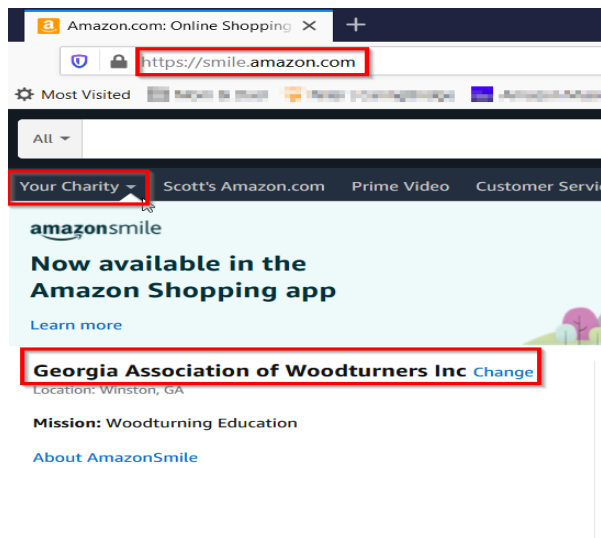 Amazon.com: Online Shopping
https://smile.amazon.com
Most Visited
All
Your Charity Scott's Amazon.com Prime Video Customer Servi
amazonsmile
Now available in the
Amazon Shopping app
Learn more
Georgia Association of Woodturners Inc Change
Location: Winston, GA
Mission: Woodturning Education
About AmazonSmile